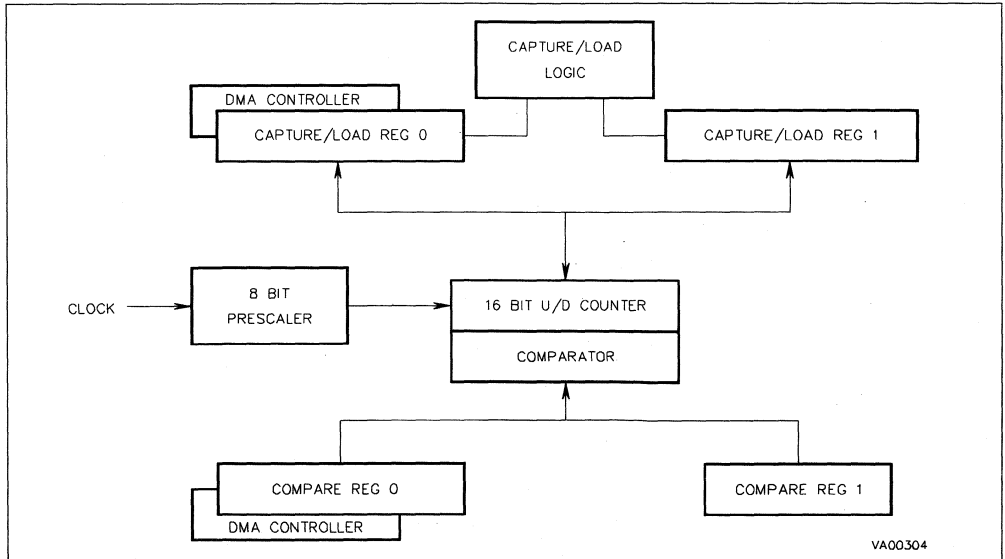 CAPTURE/LOAD
LOGIC
DMA CONTROLLER
CAPTURE/LOAD REG 0
CAPTURE/LOAD REG 1
CLOCK
8 BIT
PRESCALER
16 BIT U/D COUNTER
COMPARATOR
COMPARE REG 0
COMPARE REG 1
DMA CONTROLLER
VA00304